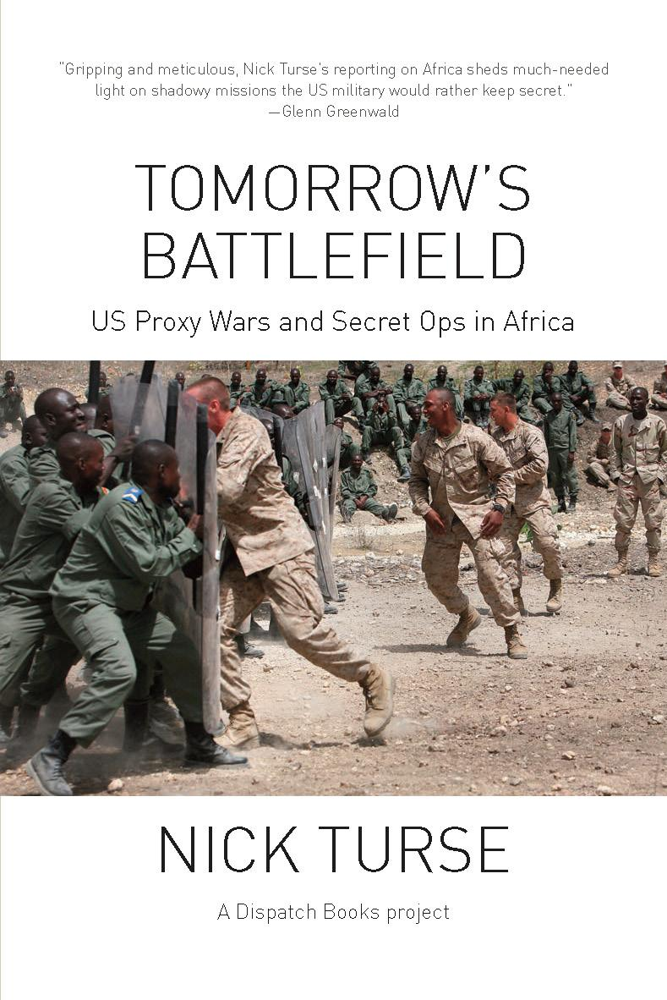 "Gripping and meticulous, Nick Turse's reporting on Africa sheds much-needed
light on shadowy missions the US military would rather keep secret."
—Glenn Greenwald
TOMORROW'S
BATTLEFIELD
US Proxy Wars and Secret Ops in Africa
NICK TURSE
A Dispatch Books project